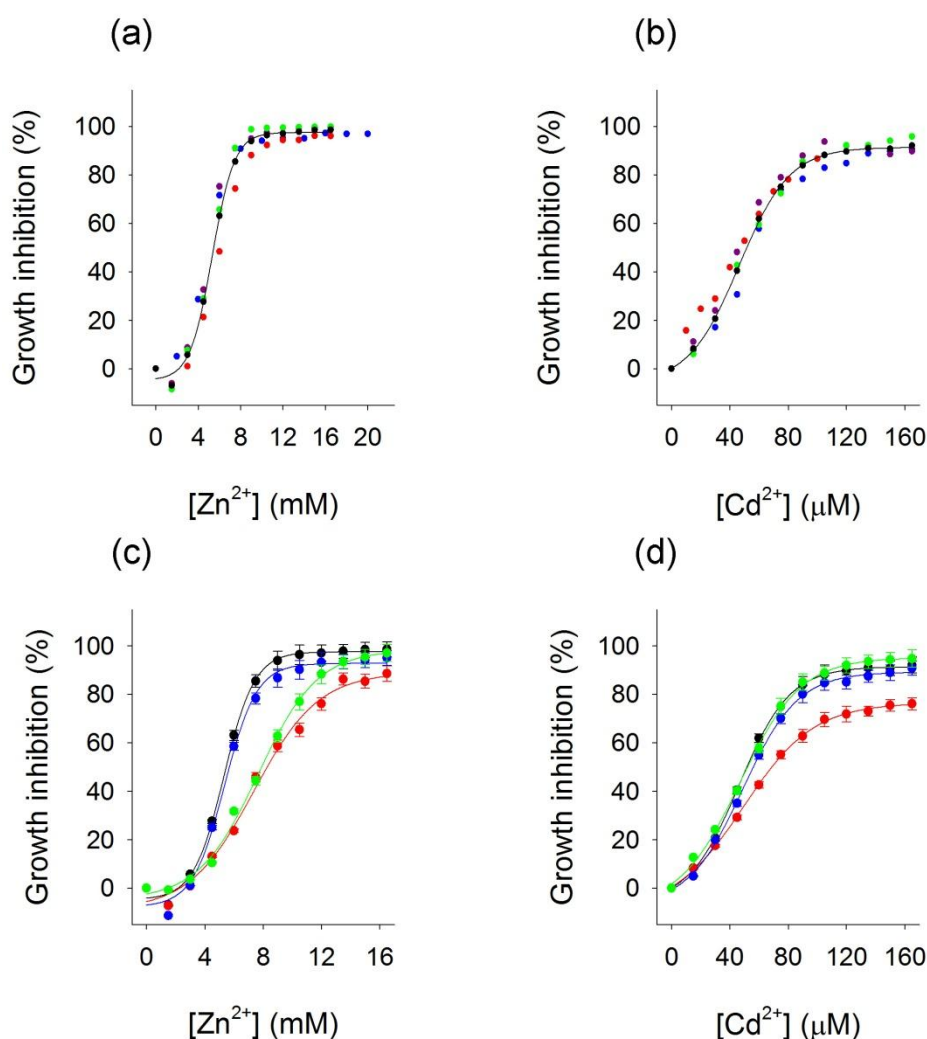 (a)
Growth inhibition (%)
100
80
60
40
20
0
0 4 8 12 16 20
[Zn²⁺] (mM)
(b)
Growth inhibition (%)
100
80
60
40
20
0
0 40 80 120 160
[Cd²⁺] (μM)
(c)
Growth inhibition (%)
100
80
60
40
20
0
0 4 8 12 16
[Zn²⁺] (mM)
(d)
Growth inhibition (%)
100
80
60
40
20
0
0 40 80 120 160
[Cd²⁺] (μM)